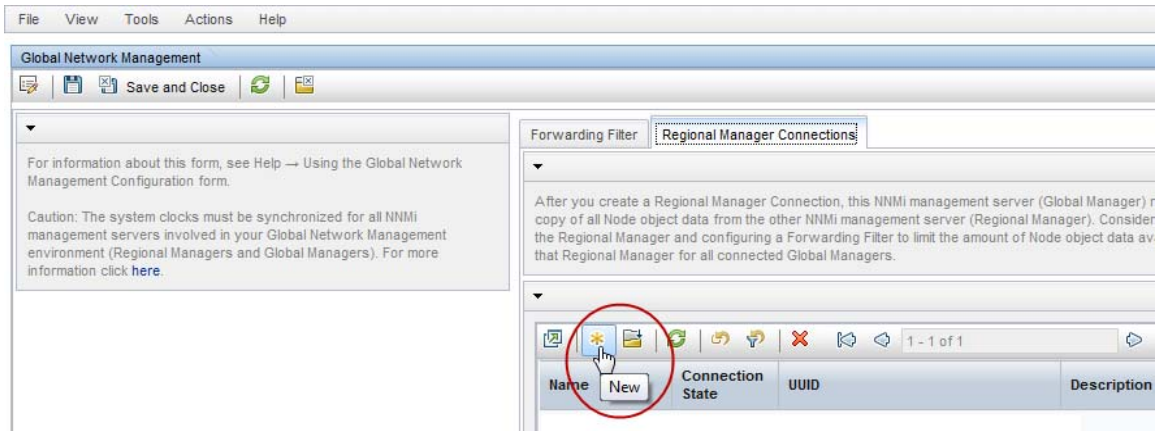 File View Tools Actions Help
Global Network Management
Save and Close
For information about this form, see Help → Using the Global Network
Management Configuration form.
Caution: The system clocks must be synchronized for all NNMi
management servers involved in your Global Network Management
environment (Regional Managers and Global Managers). For more
information click here.
Forwarding Filter Regional Manager Connections
After you create a Regional Manager Connection, this NNMi management server (Global Manager)
copy of all Node object data from the other NNMi management server (Regional Manager). Consider
the Regional Manager and configuring a Forwarding Filter to limit the amount of Node object data
that Regional Manager for all connected Global Managers.
1 - 1 of 1
Name New Connection State UUID Description